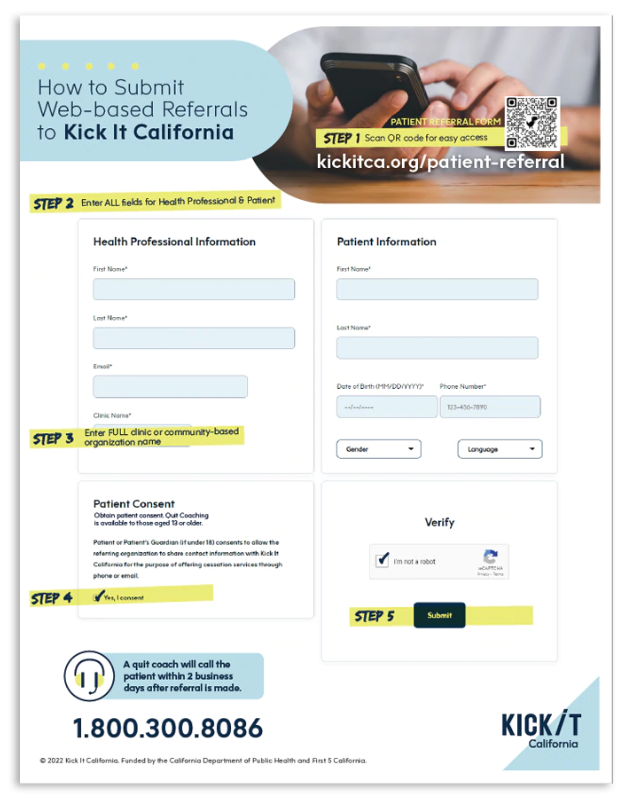 How to Submit
Web-based Referrals
to Kick It California
PATIENT REFERRAL FORM
STEP 1 Scan QR code for easy access
kickitca.org/patient-referral
STEP 2 Enter ALL fields for Health Professional & Patient
Health Professional Information
First Name*
Last Name*
Email*
Clinic Name*
STEP 3 Enter FULL clinic or community-based
organization name
Patient Information
First Name*
Last Name*
Date of Birth (MM/DD/YYYY)* Phone Number*
--/--/---- 123-456-7890
Gender Language
Patient Consent
Obtain patient consent. Quit Coaching
is available to those aged 13 or older.
Patient or Patient's Guardian (if under 18) consents to allow the
referring organization to share contact information with Kick It
California for the purpose of offering cessation services through
phone or email.
STEP 4 Yes, I consent
Verify
I'm not a robot
reCAPTCHA
Privacy - Terms
STEP 5 Submit
A quit coach will call the
patient within 2 business
days after referral is made.
1.800.300.8086
KICK IT
California
© 2022 Kick It California. Funded by the California Department of Public Health and First 5 California.